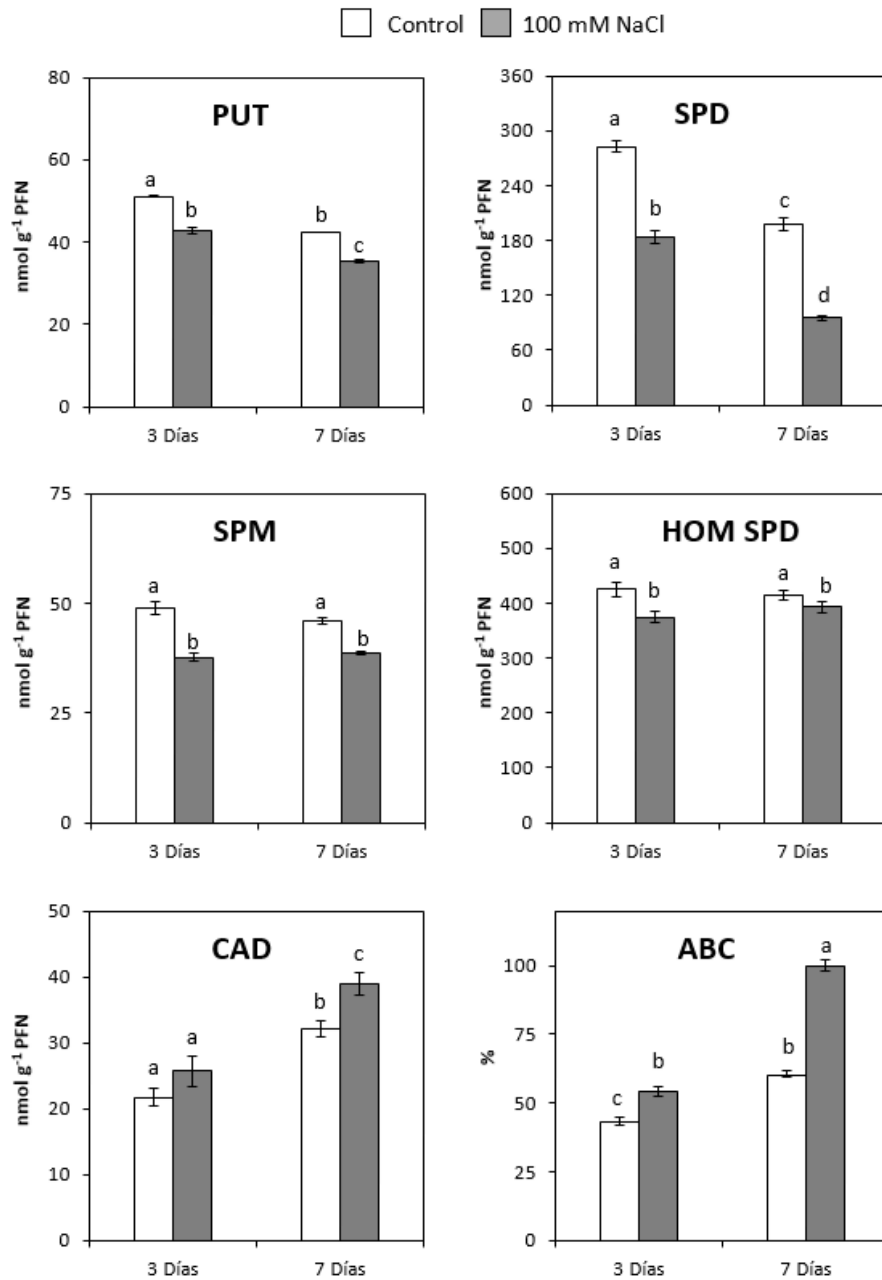 Control 100 mM NaCl
PUT
nmol g⁻¹ PFN
80
60
40
20
0
a
b
b
c
3 Días 7 Días
SPD
nmol g⁻¹ PFN
360
300
240
180
120
60
0
a
b
c
d
3 Días 7 Días
SPM
nmol g⁻¹ PFN
75
50
25
0
a
b
a
b
3 Días 7 Días
HOM SPD
nmol g⁻¹ PFN
600
500
400
300
200
100
0
a
b
a
b
3 Días 7 Días
CAD
nmol g⁻¹ PFN
50
40
30
20
10
0
a
a
b
c
3 Días 7 Días
ABC
%
100
75
50
25
0
c
b
b
a
3 Días 7 Días